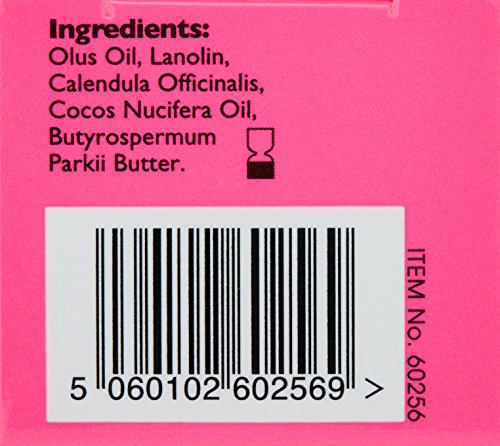 Ingredients:
Olus Oil, Lanolin,
Calendula Officinalis,
Cocos Nucifera Oil,
Butyrospermum
Parkii Butter.
ITEM No. 60256
5 060102 602569 >